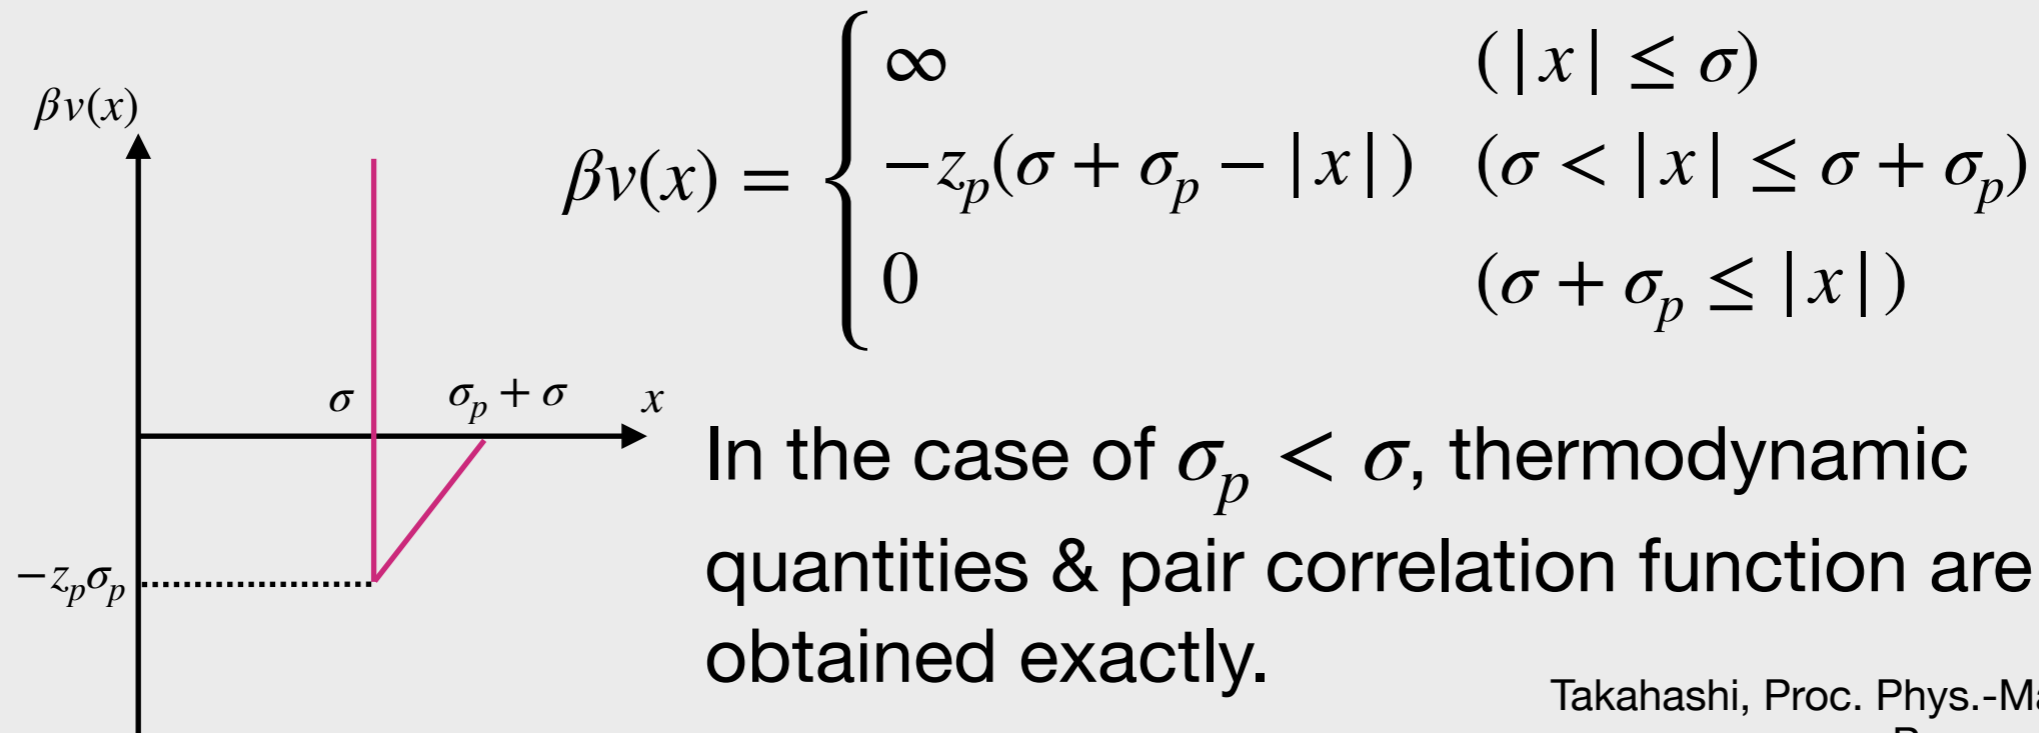 βv(x)
σ
σ_p + σ
x
−z_pσ_p
βv(x) = { ∞ (|x| ≤ σ)
−z_p(σ + σ_p − |x|) (σ < |x| ≤ σ + σ_p)
0 (σ + σ_p ≤ |x|)
In the case of σ_p < σ, thermodynamic
quantities & pair correlation function are
obtained exactly.
Takahashi, Proc. Phys.-Ma